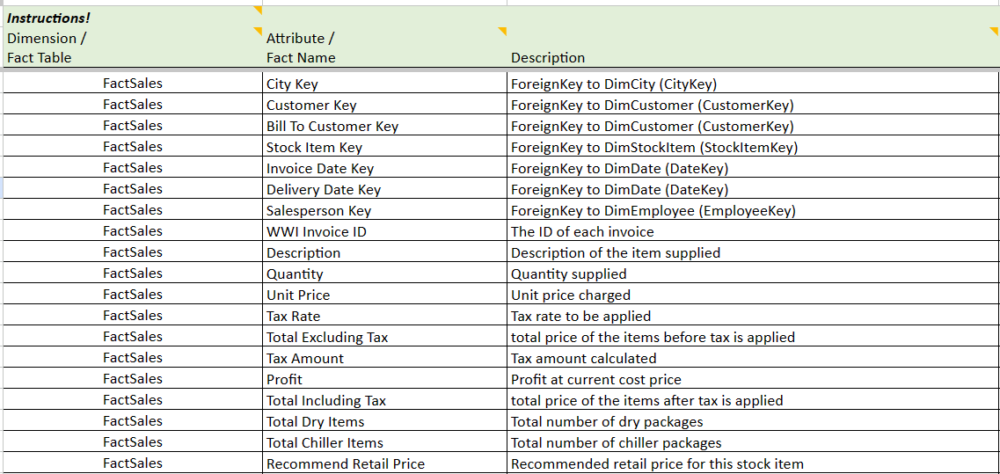 Instructions!
Dimension / Attribute /
Fact Table Fact Name Description
FactSales City Key ForeignKey to DimCity (CityKey)
FactSales Customer Key ForeignKey to DimCustomer (CustomerKey)
FactSales Bill To Customer Key ForeignKey to DimCustomer (CustomerKey)
FactSales Stock Item Key ForeignKey to DimStockItem (StockItemKey)
FactSales Invoice Date Key ForeignKey to DimDate (DateKey)
FactSales Delivery Date Key ForeignKey to DimDate (DateKey)
FactSales Salesperson Key ForeignKey to DimEmployee (EmployeeKey)
FactSales WWI Invoice ID The ID of each invoice
FactSales Description Description of the item supplied
FactSales Quantity Quantity supplied
FactSales Unit Price Unit price charged
FactSales Tax Rate Tax rate to be applied
FactSales Total Excluding Tax total price of the items before tax is applied
FactSales Tax Amount Tax amount calculated
FactSales Profit Profit at current cost price
FactSales Total Including Tax total price of the items after tax is applied
FactSales Total Dry Items Total number of dry packages
FactSales Total Chiller Items Total number of chiller packages
FactSales Recommend Retail Price Recommended retail price for this stock item